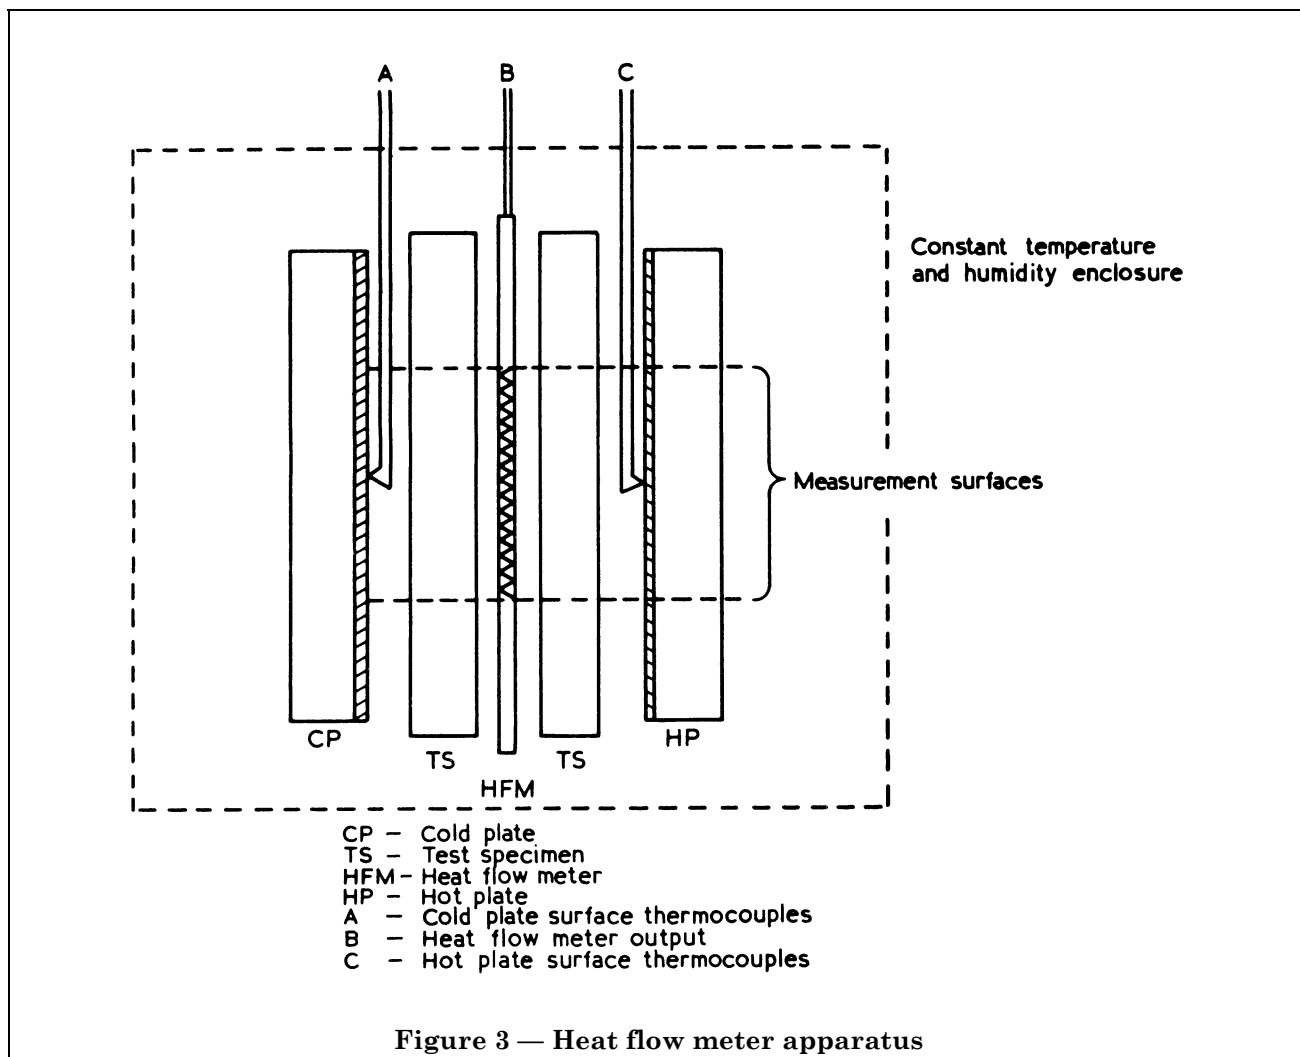 A
B
C
Constant temperature
and humidity enclosure
Measurement surfaces
CP
TS
HFM
TS
HP
CP – Cold plate
TS – Test specimen
HFM – Heat flow meter
HP – Hot plate
A – Cold plate surface thermocouples
B – Heat flow meter output
C – Hot plate surface thermocouples
Figure 3 — Heat flow meter apparatus